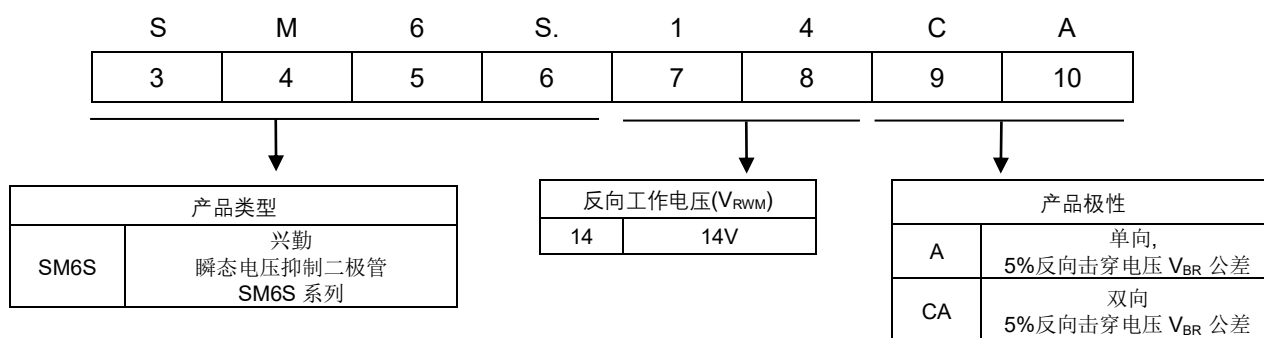 S M 6 S. 1 4 C A
3 4 5 6 7 8 9 10
产品类型
SM6S
兴勤
瞬态电压抑制二极管
SM6S 系列
反向工作电压(VRWM)
14 14V
产品极性
A
单向,
5%反向击穿电压 VBR 公差
CA
双向
5%反向击穿电压 VBR 公差